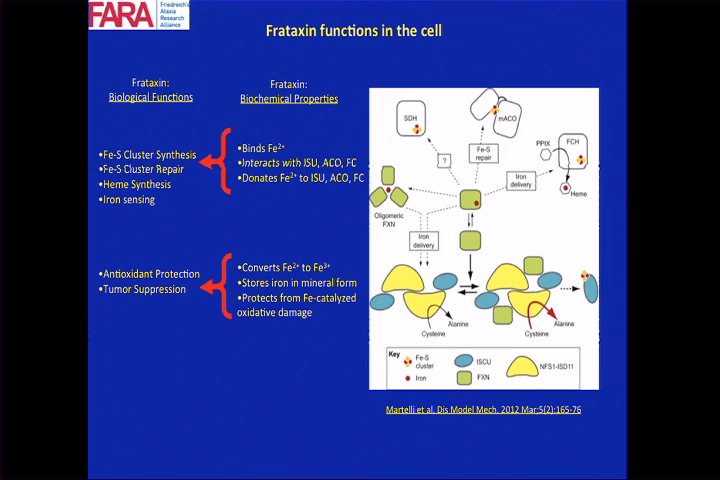 FARA
Friedreich's
Ataxia
Research
Alliance
Frataxin functions in the cell
Frataxin:
Biological Functions
Frataxin:
Biochemical Properties
•Fe-S Cluster Synthesis
•Fe-S Cluster Repair
•Heme Synthesis
•Iron sensing
•Binds Fe²⁺
•Interacts with ISU, ACO, FC
•Donates Fe²⁺ to ISU, ACO, FC
•Antioxidant Protection
•Tumor Suppression
•Converts Fe²⁺ to Fe³⁺
•Stores iron in mineral form
•Protects from Fe-catalyzed
oxidative damage
SDH
mACO
Fe-S
repair
PPIX
FCH
?
Iron
delivery
Heme
Oligomeric
FXN
Iron
delivery
Alanine
Cysteine
Alanine
Cysteine
Key
Fe-S
cluster
Iron
ISCU
FXN
NFS1-ISD11
Martelli et al, Dis Model Mech. 2012 Mar;5(2):165-76